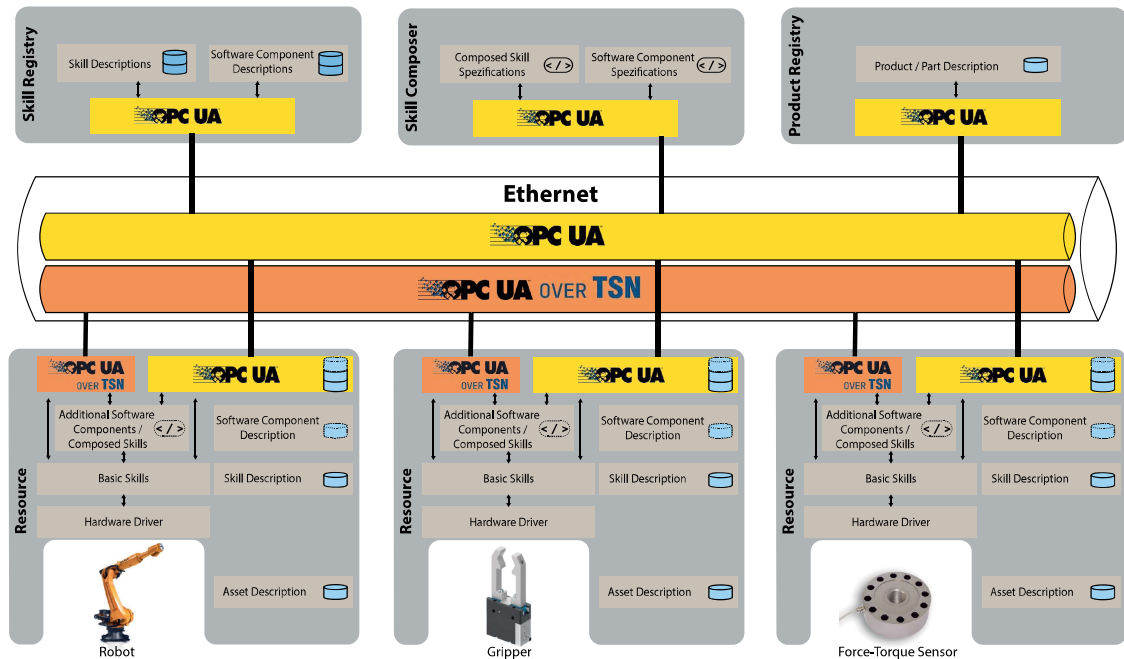 Skill Registry
Skill Descriptions
Software Component
Descriptions
OPC UA
Skill Composer
Composed Skill
Spezifications
</>
Software Component
Spezifications
</>
OPC UA
Product Registry
Product / Part Description
OPC UA
Ethernet
OPC UA
OPC UA OVER TSN
Resource
OPC UA
OVER TSN
OPC UA
Additional Software
Components /
Composed Skills
</>
Software Component
Description
Basic Skills
Skill Description
Hardware Driver
Asset Description
Robot
Resource
OPC UA
OVER TSN
OPC UA
Additional Software
Components /
Composed Skills
</>
Software Component
Description
Basic Skills
Skill Description
Hardware Driver
Asset Description
Gripper
Resource
OPC UA
OVER TSN
OPC UA
Additional Software
Components /
Composed Skills
</>
Software Component
Description
Basic Skills
Skill Description
Hardware Driver
Asset Description
Force-Torque Sensor